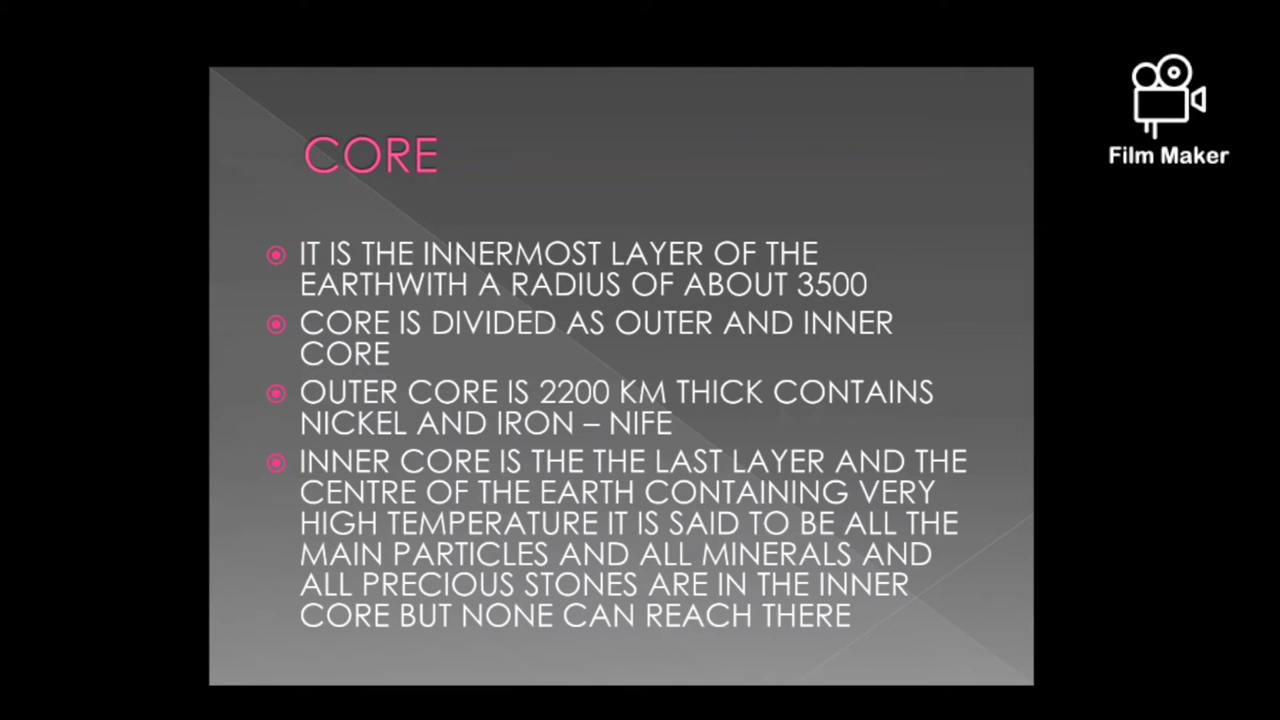 Film Maker
CORE
IT IS THE INNERMOST LAYER OF THE
EARTHWITH A RADIUS OF ABOUT 3500
CORE IS DIVIDED AS OUTER AND INNER
CORE
OUTER CORE IS 2200 KM THICK CONTAINS
NICKEL AND IRON – NIFE
INNER CORE IS THE THE LAST LAYER AND THE
CENTRE OF THE EARTH CONTAINING VERY
HIGH TEMPERATURE IT IS SAID TO BE ALL THE
MAIN PARTICLES AND ALL MINERALS AND
ALL PRECIOUS STONES ARE IN THE INNER
CORE BUT NONE CAN REACH THERE